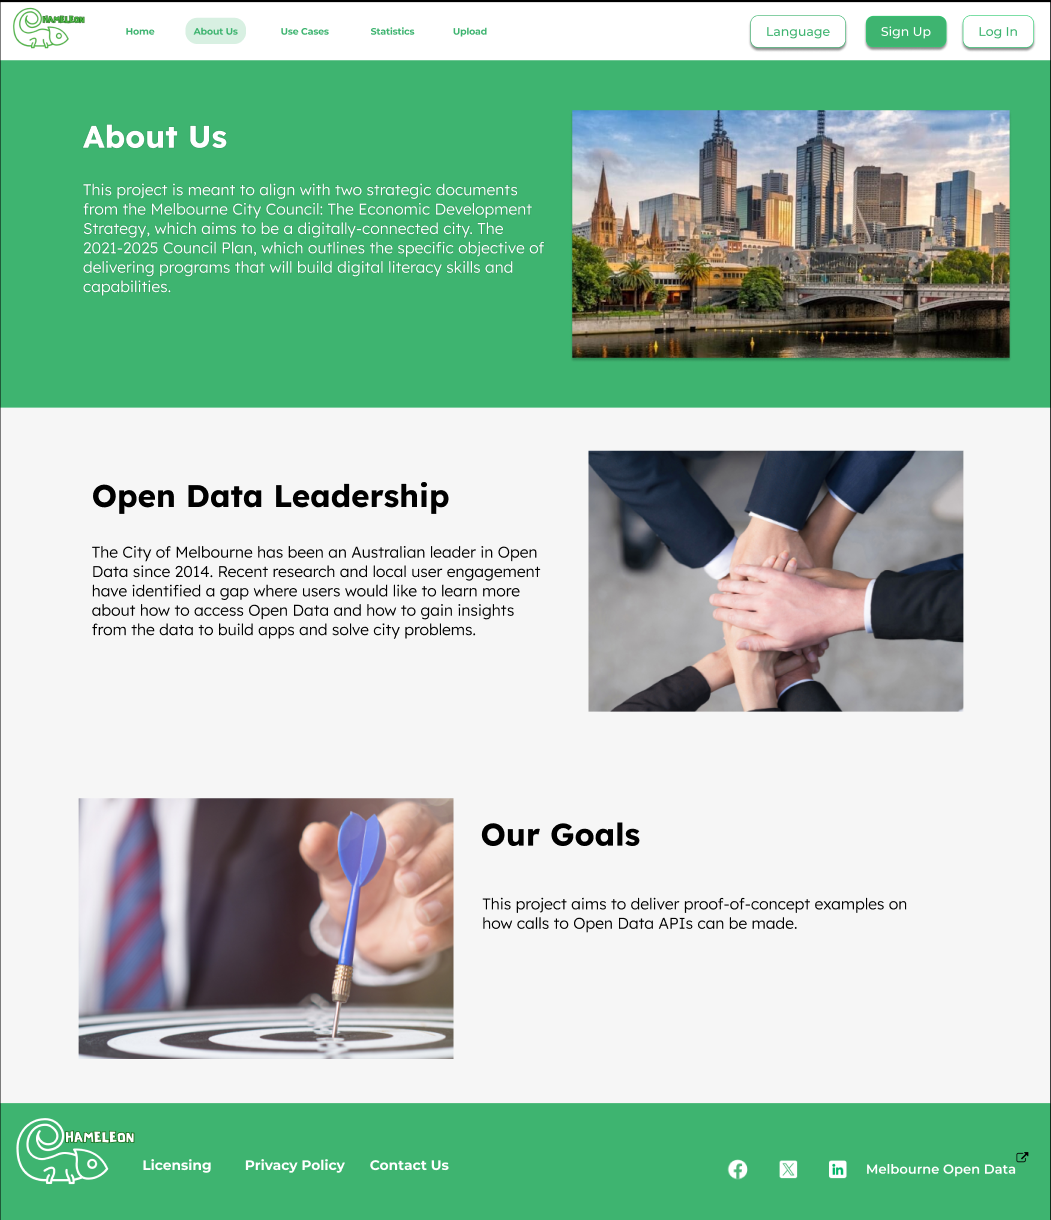 HAMELEON
Home
About Us
Use Cases
Statistics
Upload
Language
Sign Up
Log In
About Us
This project is meant to align with two strategic documents
from the Melbourne City Council: The Economic Development
Strategy, which aims to be a digitally-connected city. The
2021-2025 Council Plan, which outlines the specific objective of
delivering programs that will build digital literacy skills and
capabilities.
Open Data Leadership
The City of Melbourne has been an Australian leader in Open
Data since 2014. Recent research and local user engagement
have identified a gap where users would like to learn more
about how to access Open Data and how to gain insights
from the data to build apps and solve city problems.
Our Goals
This project aims to deliver proof-of-concept examples on
how calls to Open Data APIs can be made.
HAMELEON
Licensing
Privacy Policy
Contact Us
Melbourne Open Data